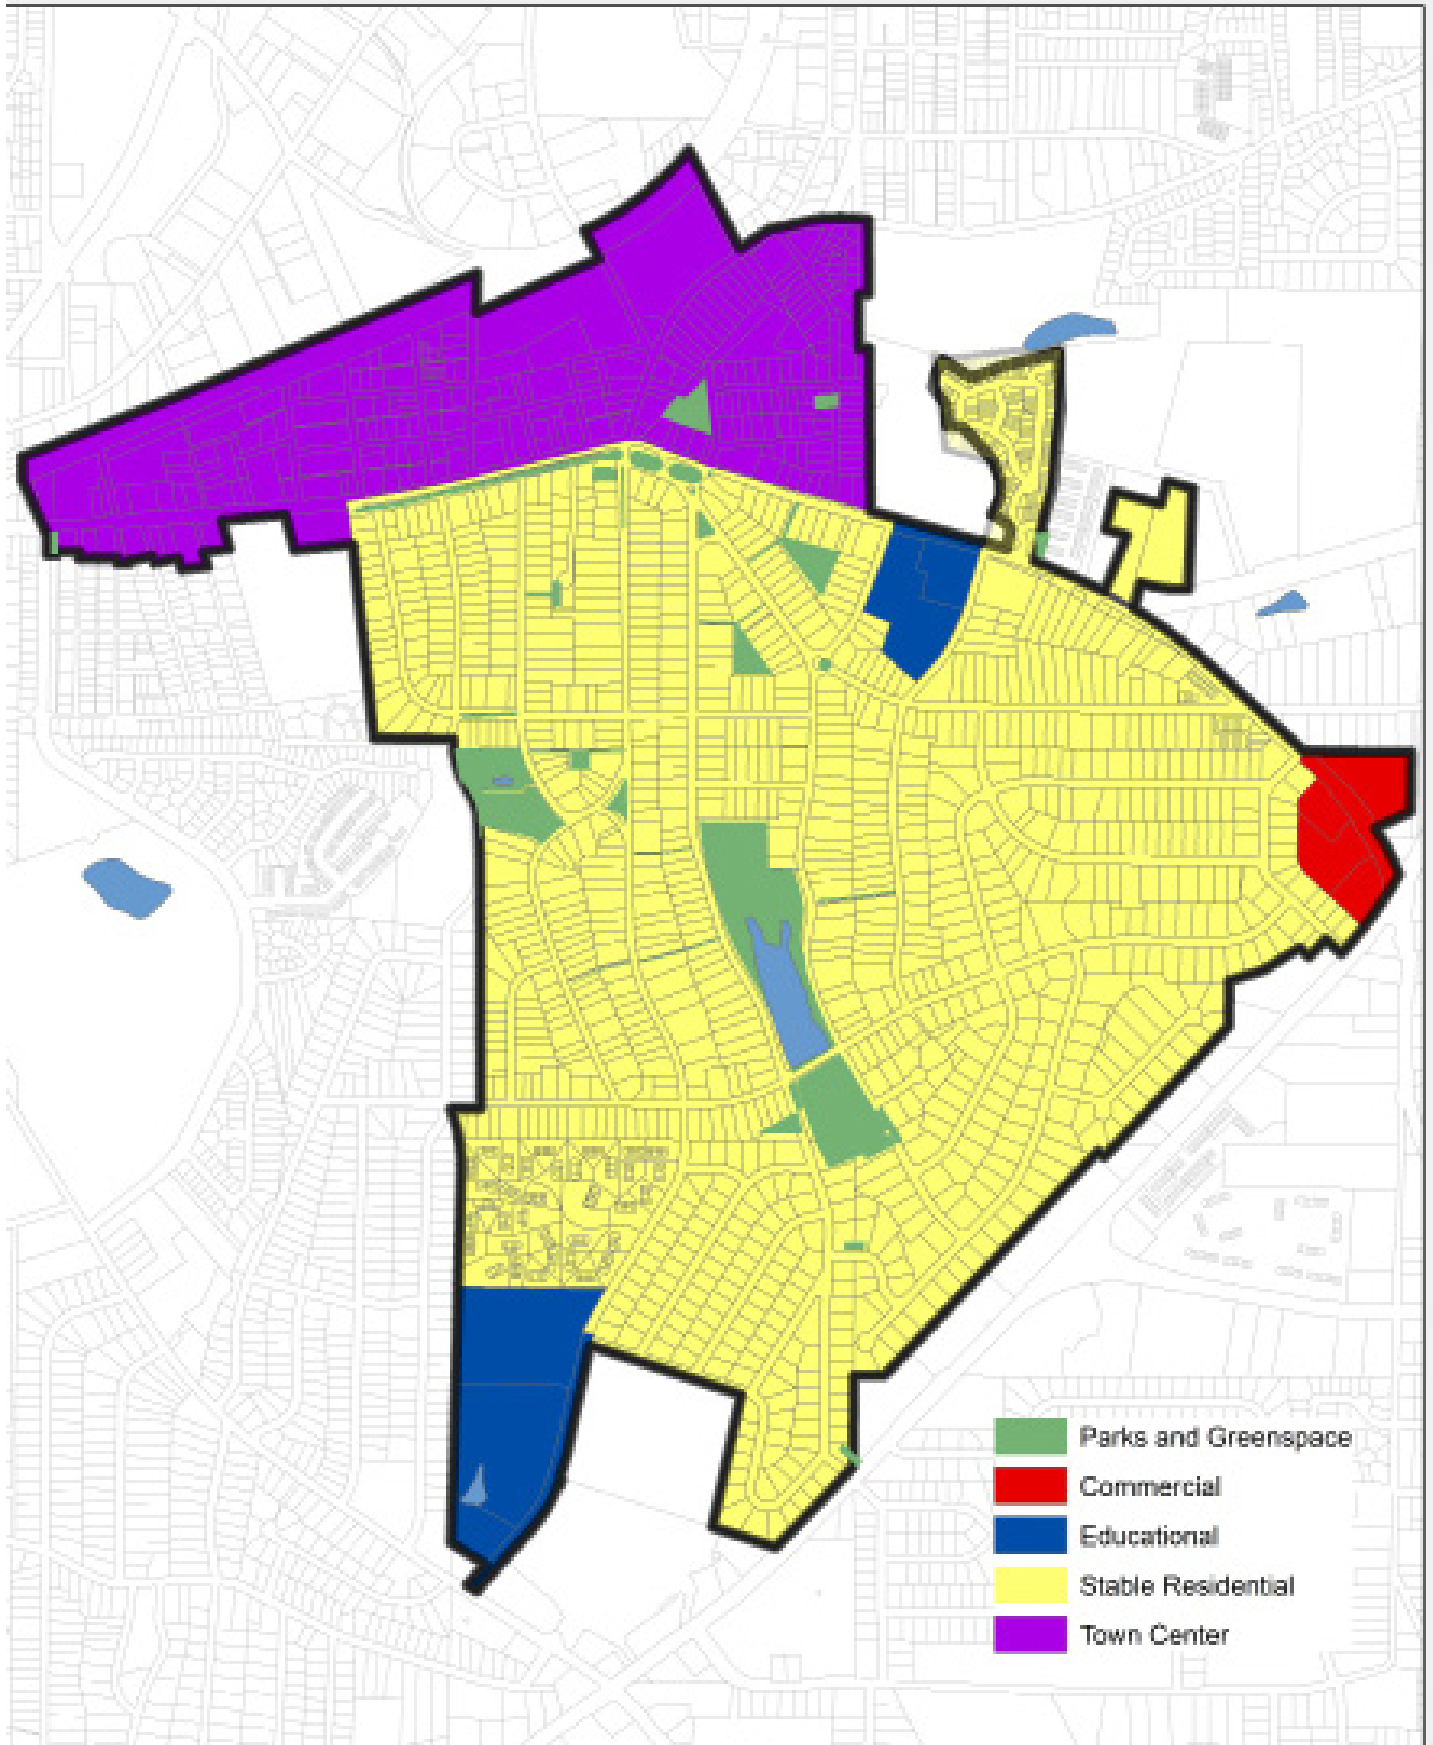 Parks and Greenspace
Commercial
Educational
Stable Residential
Town Center